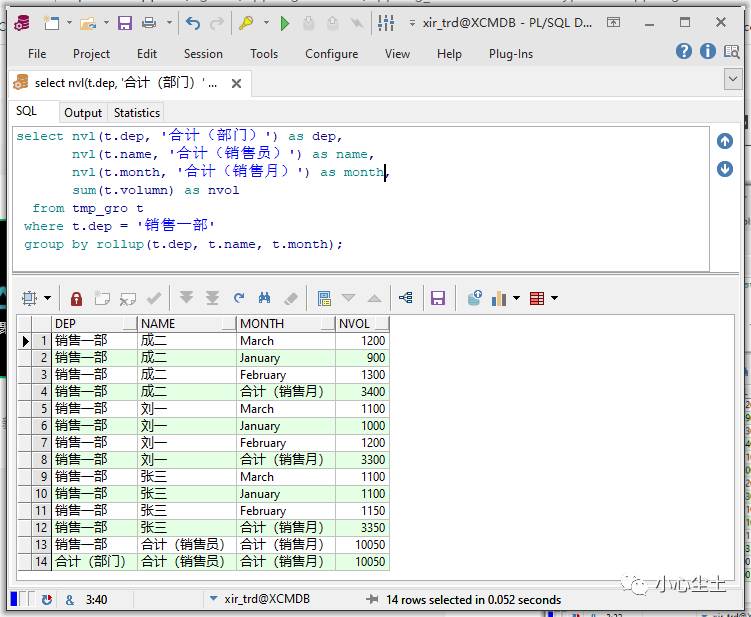 xir_trd@XCMDB - PL/SQL D...
File Project Edit Session Tools Configure View Help Plug-Ins
select nvl(t.dep, '合计（部门）' ...
SQL Output Statistics
select nvl(t.dep, '合计（部门）') as dep,
nvl(t.name, '合计（销售员）') as name,
nvl(t.month, '合计（销售月）') as month,
sum(t.volumn) as nvol
from tmp_gro t
where t.dep = '销售一部'
group by rollup(t.dep, t.name, t.month);
DEP NAME MONTH NVOL
1 销售一部 成二 March 1200
2 销售一部 成二 January 900
3 销售一部 成二 February 1300
4 销售一部 成二 合计（销售月） 3400
5 销售一部 刘一 March 1100
6 销售一部 刘一 January 1000
7 销售一部 刘一 February 1200
8 销售一部 刘一 合计（销售月） 3300
9 销售一部 张三 March 1100
10 销售一部 张三 January 1100
11 销售一部 张三 February 1150
12 销售一部 张三 合计（销售月） 3350
13 销售一部 合计（销售员） 合计（销售月） 10050
14 合计（部门） 合计（销售员） 合计（销售月） 10050
小心尘土
& 3:40 xir_trd@XCMDB 14 rows selected in 0.052 seconds